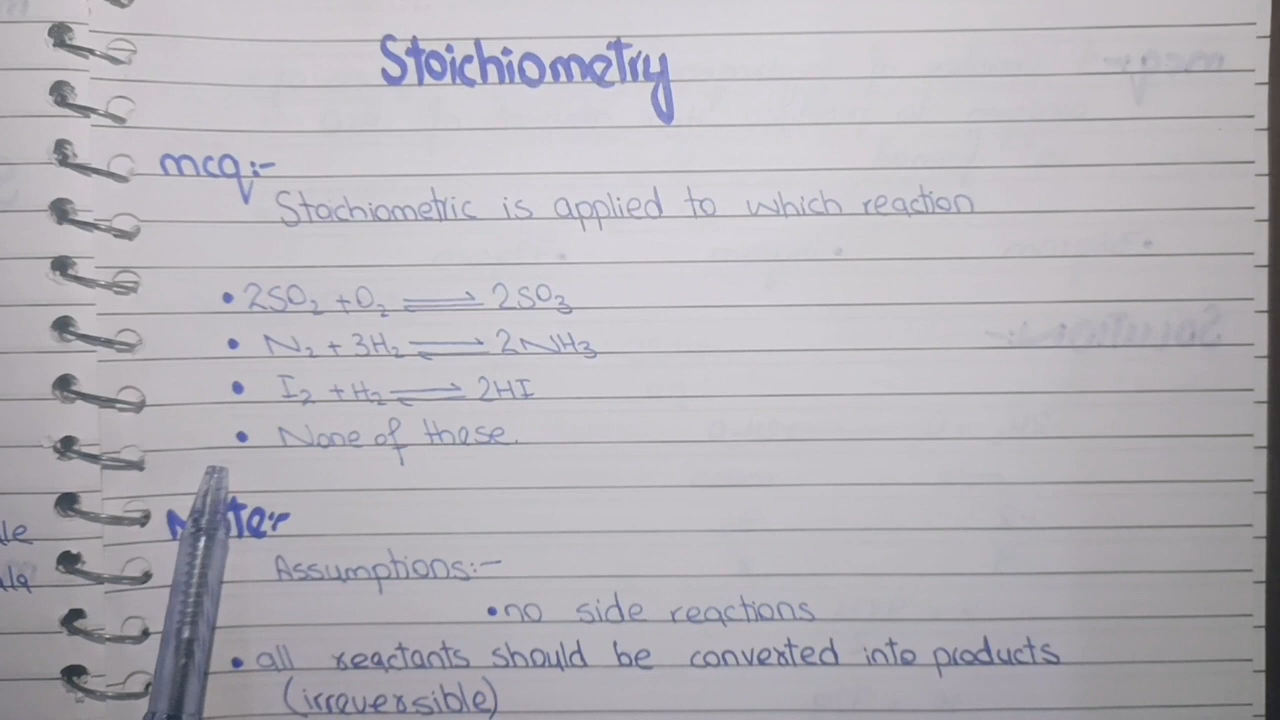 Stoichiometry
mcq:-
Stochiometric is applied to which reaction
• 2SO₂ + O₂ ⇌ 2SO₃
• N₂ + 3H₂ ⇌ 2NH₃
• I₂ + H₂ ⇌ 2HI
• None of these.
Assumptions:-
• no side reactions
• all reactants should be converted into products
(irreversible)